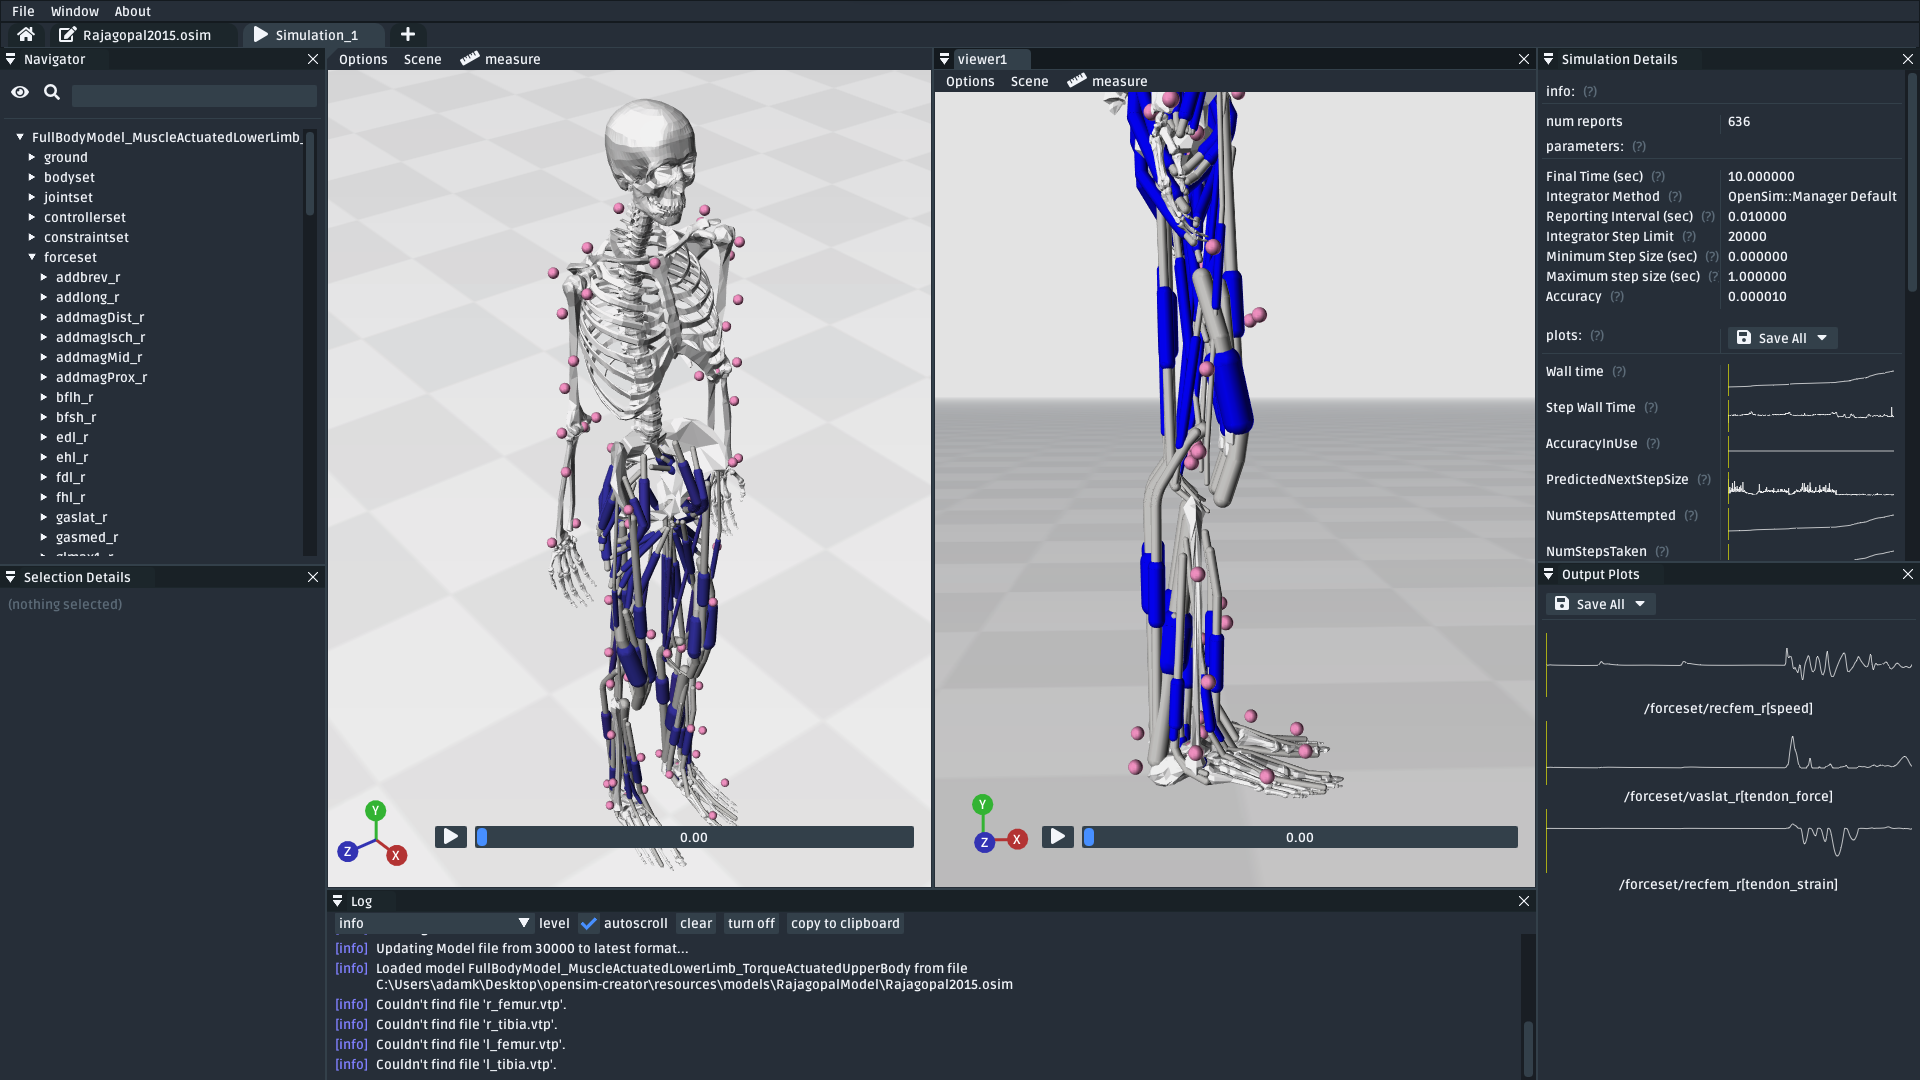 File Window About
Rajagopal2015.osim Simulation_1
Navigator
FullBodyModel_MuscleActuatedLowerLimb_
ground
bodyset
jointset
controllerset
constraintset
forceset
addbrev_r
addlong_r
addmagDist_r
addmagIsch_r
addmagMid_r
addmagProx_r
bflh_r
bfsh_r
edl_r
ehl_r
fdl_r
fhl_r
gaslat_r
gasmed_r
Selection Details
(nothing selected)
Options Scene measure
Y
Z
X
0.00
viewer1
Options Scene measure
Y
Z
X
0.00
Log
info level autoscroll clear turn off copy to clipboard
[info] Updating Model file from 30000 to latest format...
[info] Loaded model FullBodyModel_MuscleActuatedLowerLimb_TorqueActuatedUpperBody from file
C:\Users\adamk\Desktop\opensim-creator\resources\models\RajagopalModel\Rajagopal2015.osim
[info] Couldn't find file 'r_femur.vtp'.
[info] Couldn't find file 'r_tibia.vtp'.
[info] Couldn't find file 'l_femur.vtp'.
[info] Couldn't find file 'l_tibia.vtp'.
Simulation Details
info: (?)
num reports 636
parameters: (?)
Final Time (sec) (?) 10.000000
Integrator Method (?) OpenSim::Manager Default
Reporting Interval (sec) (?) 0.010000
Integrator Step Limit (?) 20000
Minimum Step Size (sec) (?) 0.000000
Maximum step size (sec) (? 1.000000
Accuracy (?) 0.000010
plots: (?) Save All
Wall time (?)
Step Wall Time (?)
AccuracyInUse (?)
PredictedNextStepSize (?)
NumStepsAttempted (?)
NumStepsTaken (?)
Output Plots
Save All
/forceset/recfem_r[speed]
/forceset/vaslat_r[tendon_force]
/forceset/recfem_r[tendon_strain]